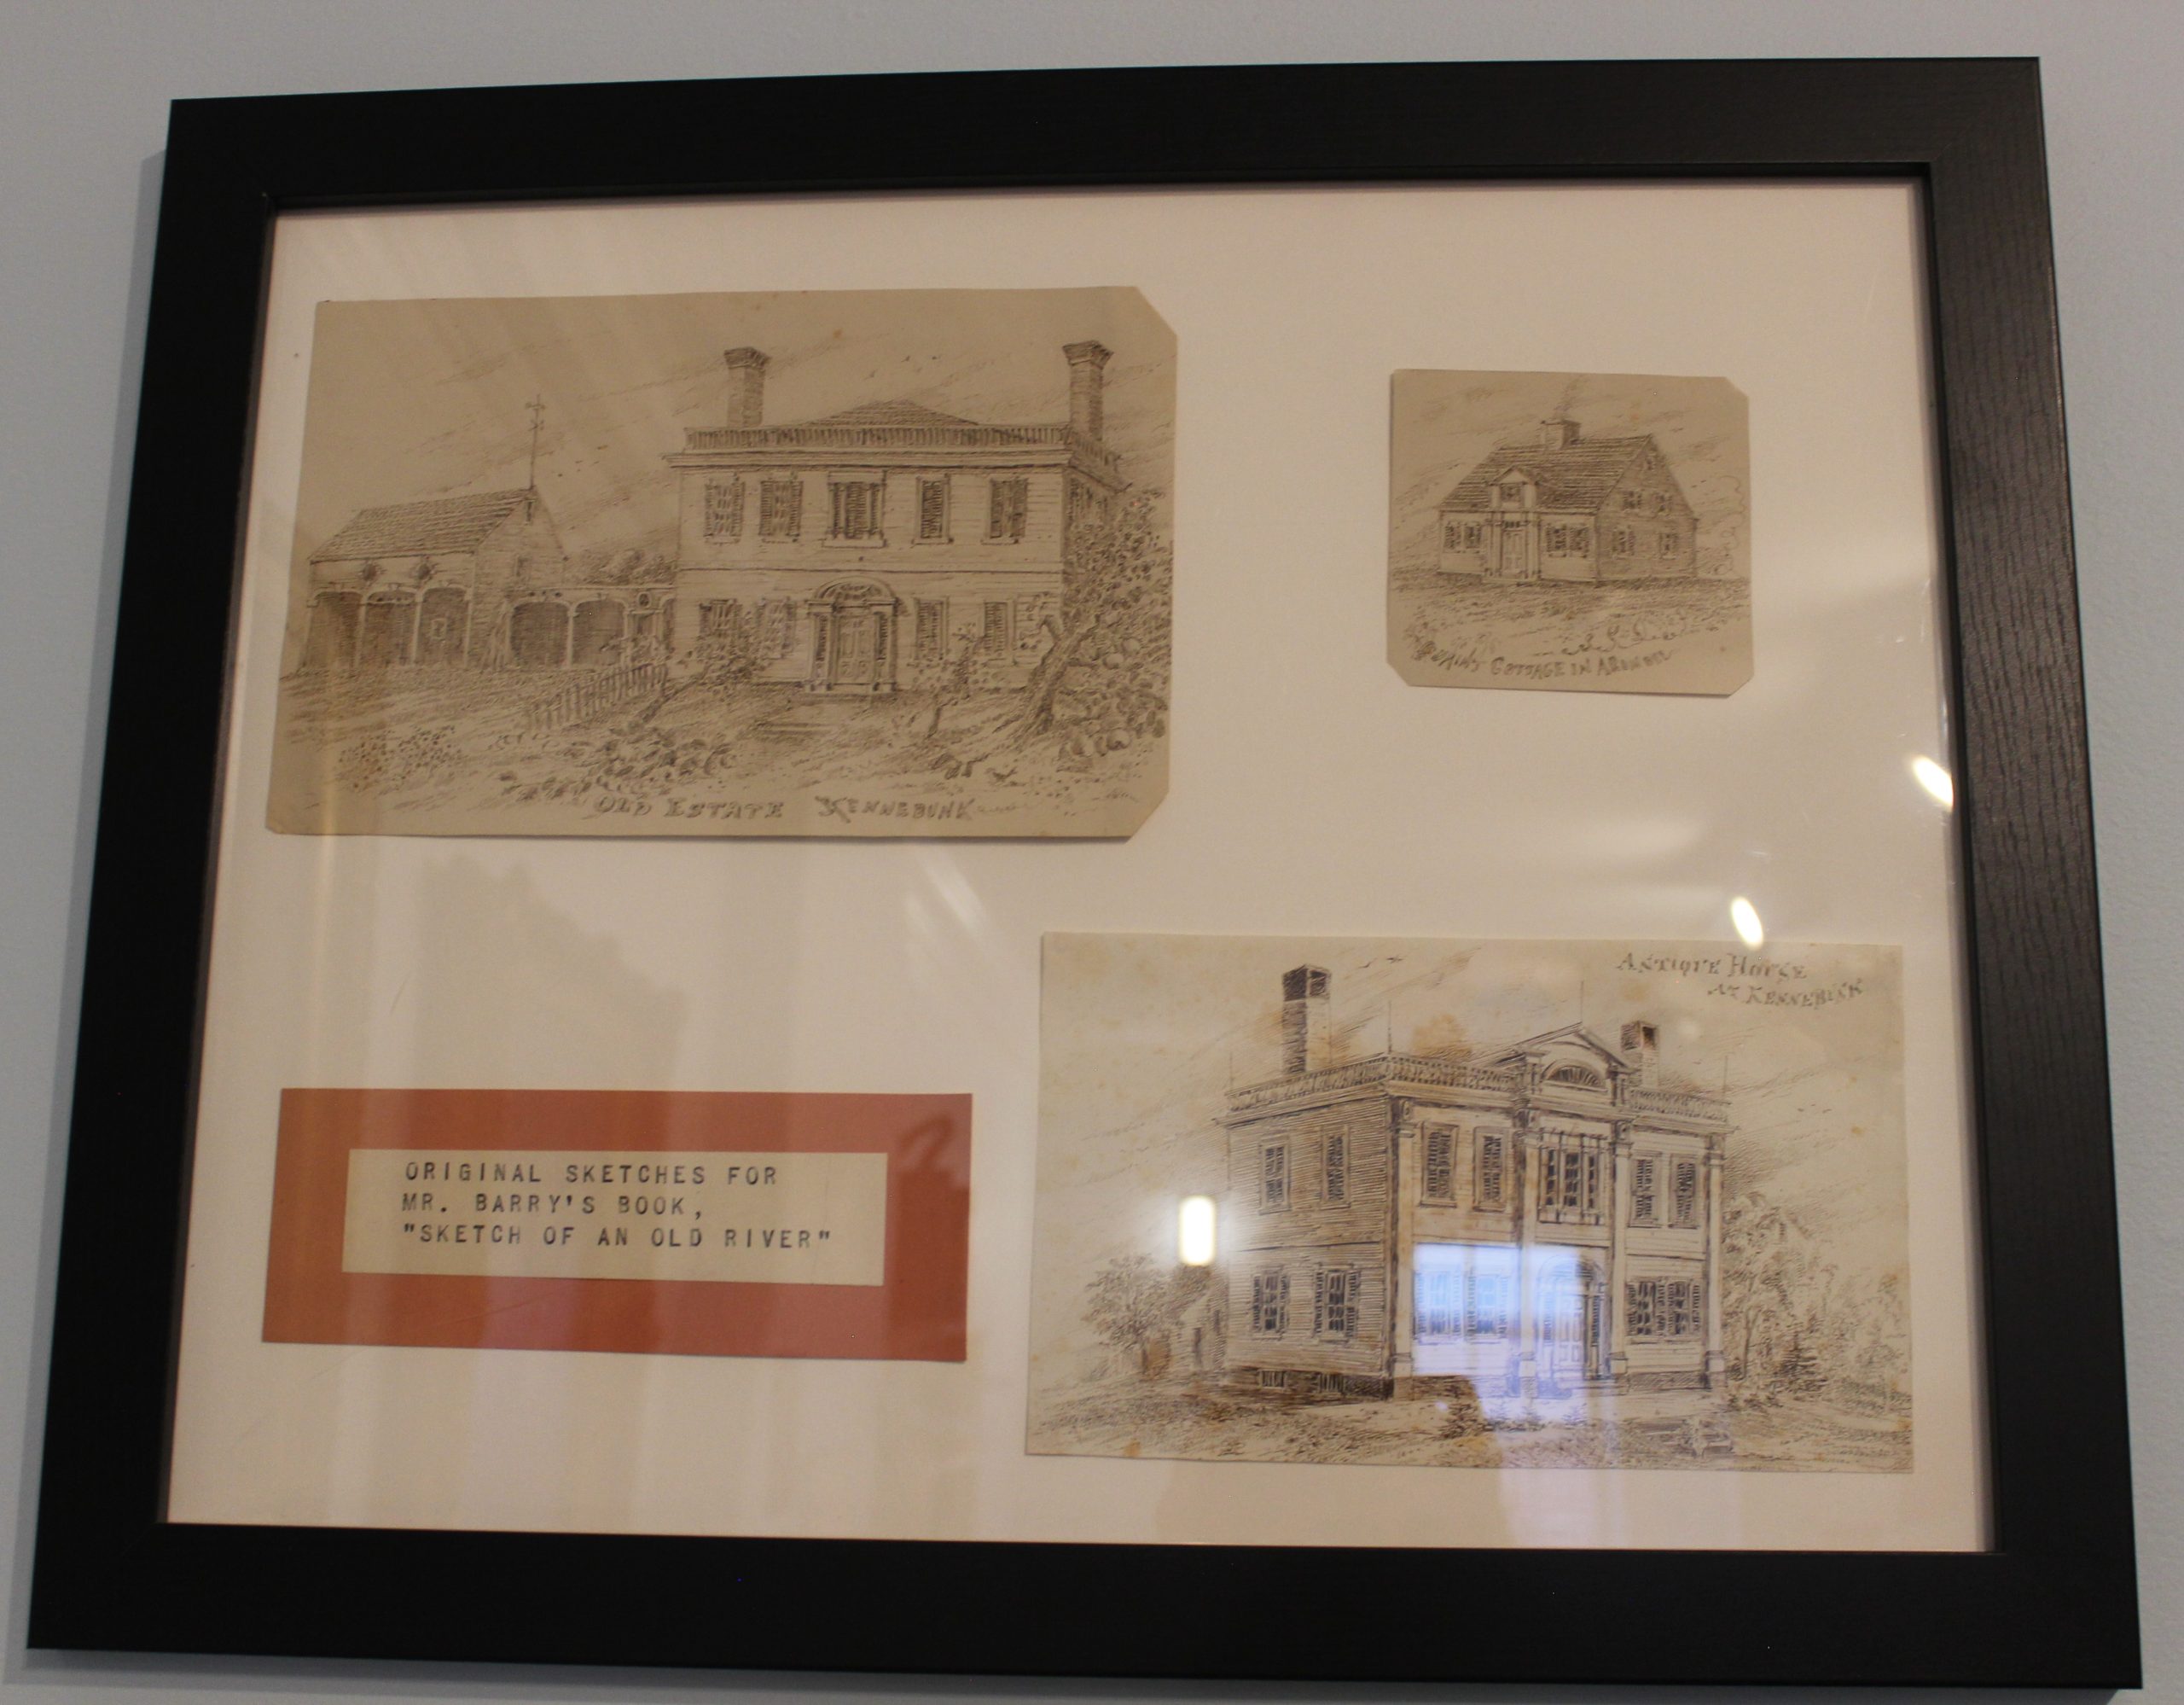 OLD ESTATE KENNEBUNK
COTTAGE IN ARUNDEL
ANTIQUE HOUSE
AT KENNEBUNK
ORIGINAL SKETCHES FOR
MR. BARRY'S BOOK,
"SKETCH OF AN OLD RIVER"